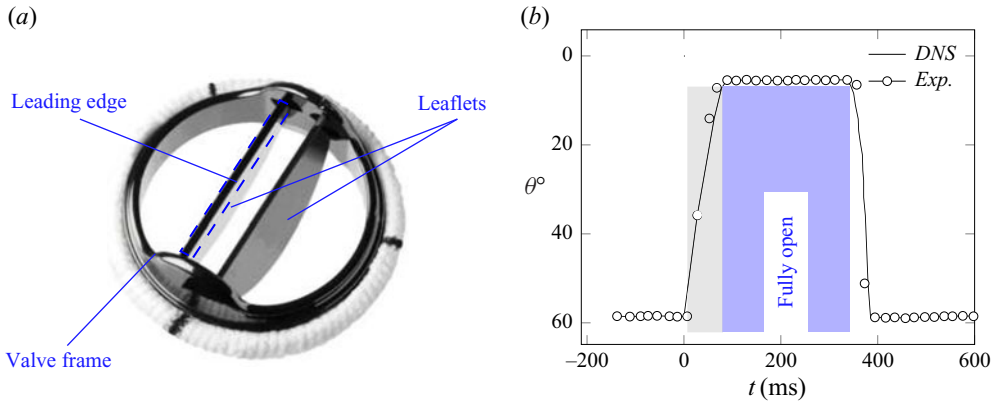 (a)
Leading edge
Leaflets
Valve frame
(b)
0
20
40
60
θ°
DNS
Exp.
Fully open
–200 0 200 400 600
t (ms)